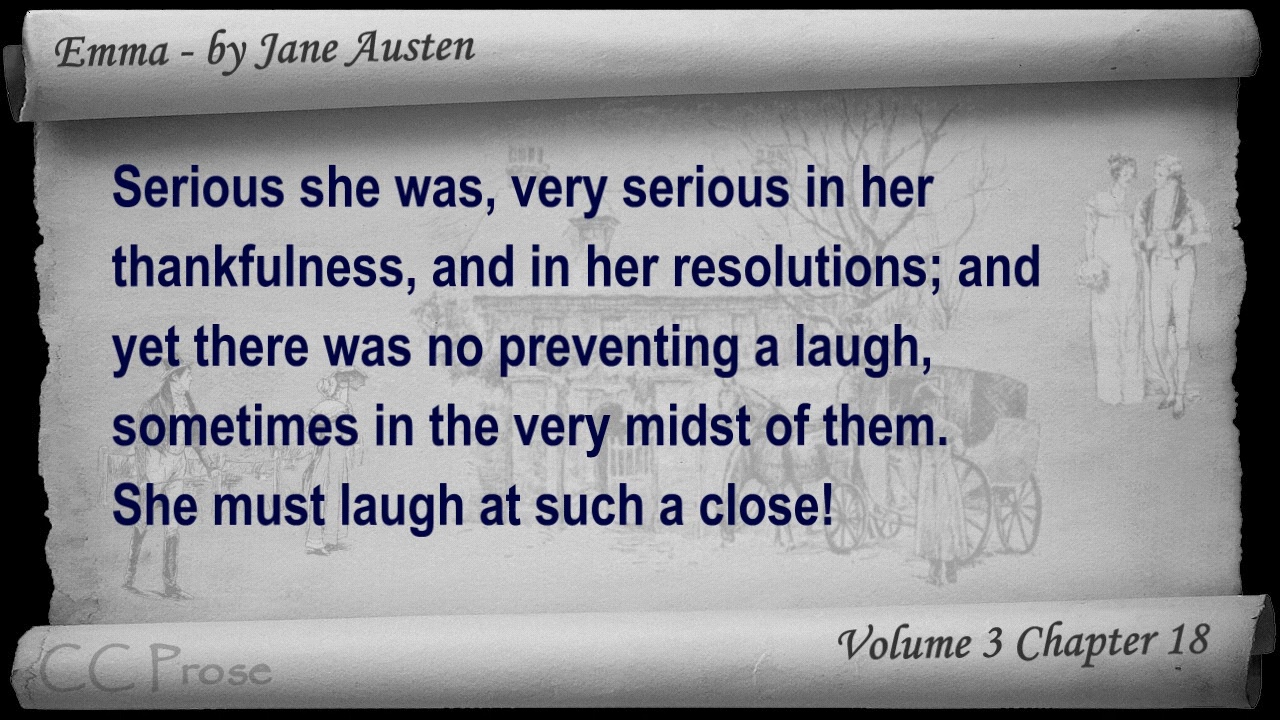 Emma - by Jane Austen
Serious she was, very serious in her
thankfulness, and in her resolutions; and
yet there was no preventing a laugh,
sometimes in the very midst of them.
She must laugh at such a close!
Volume 3 Chapter 18
CC Prose